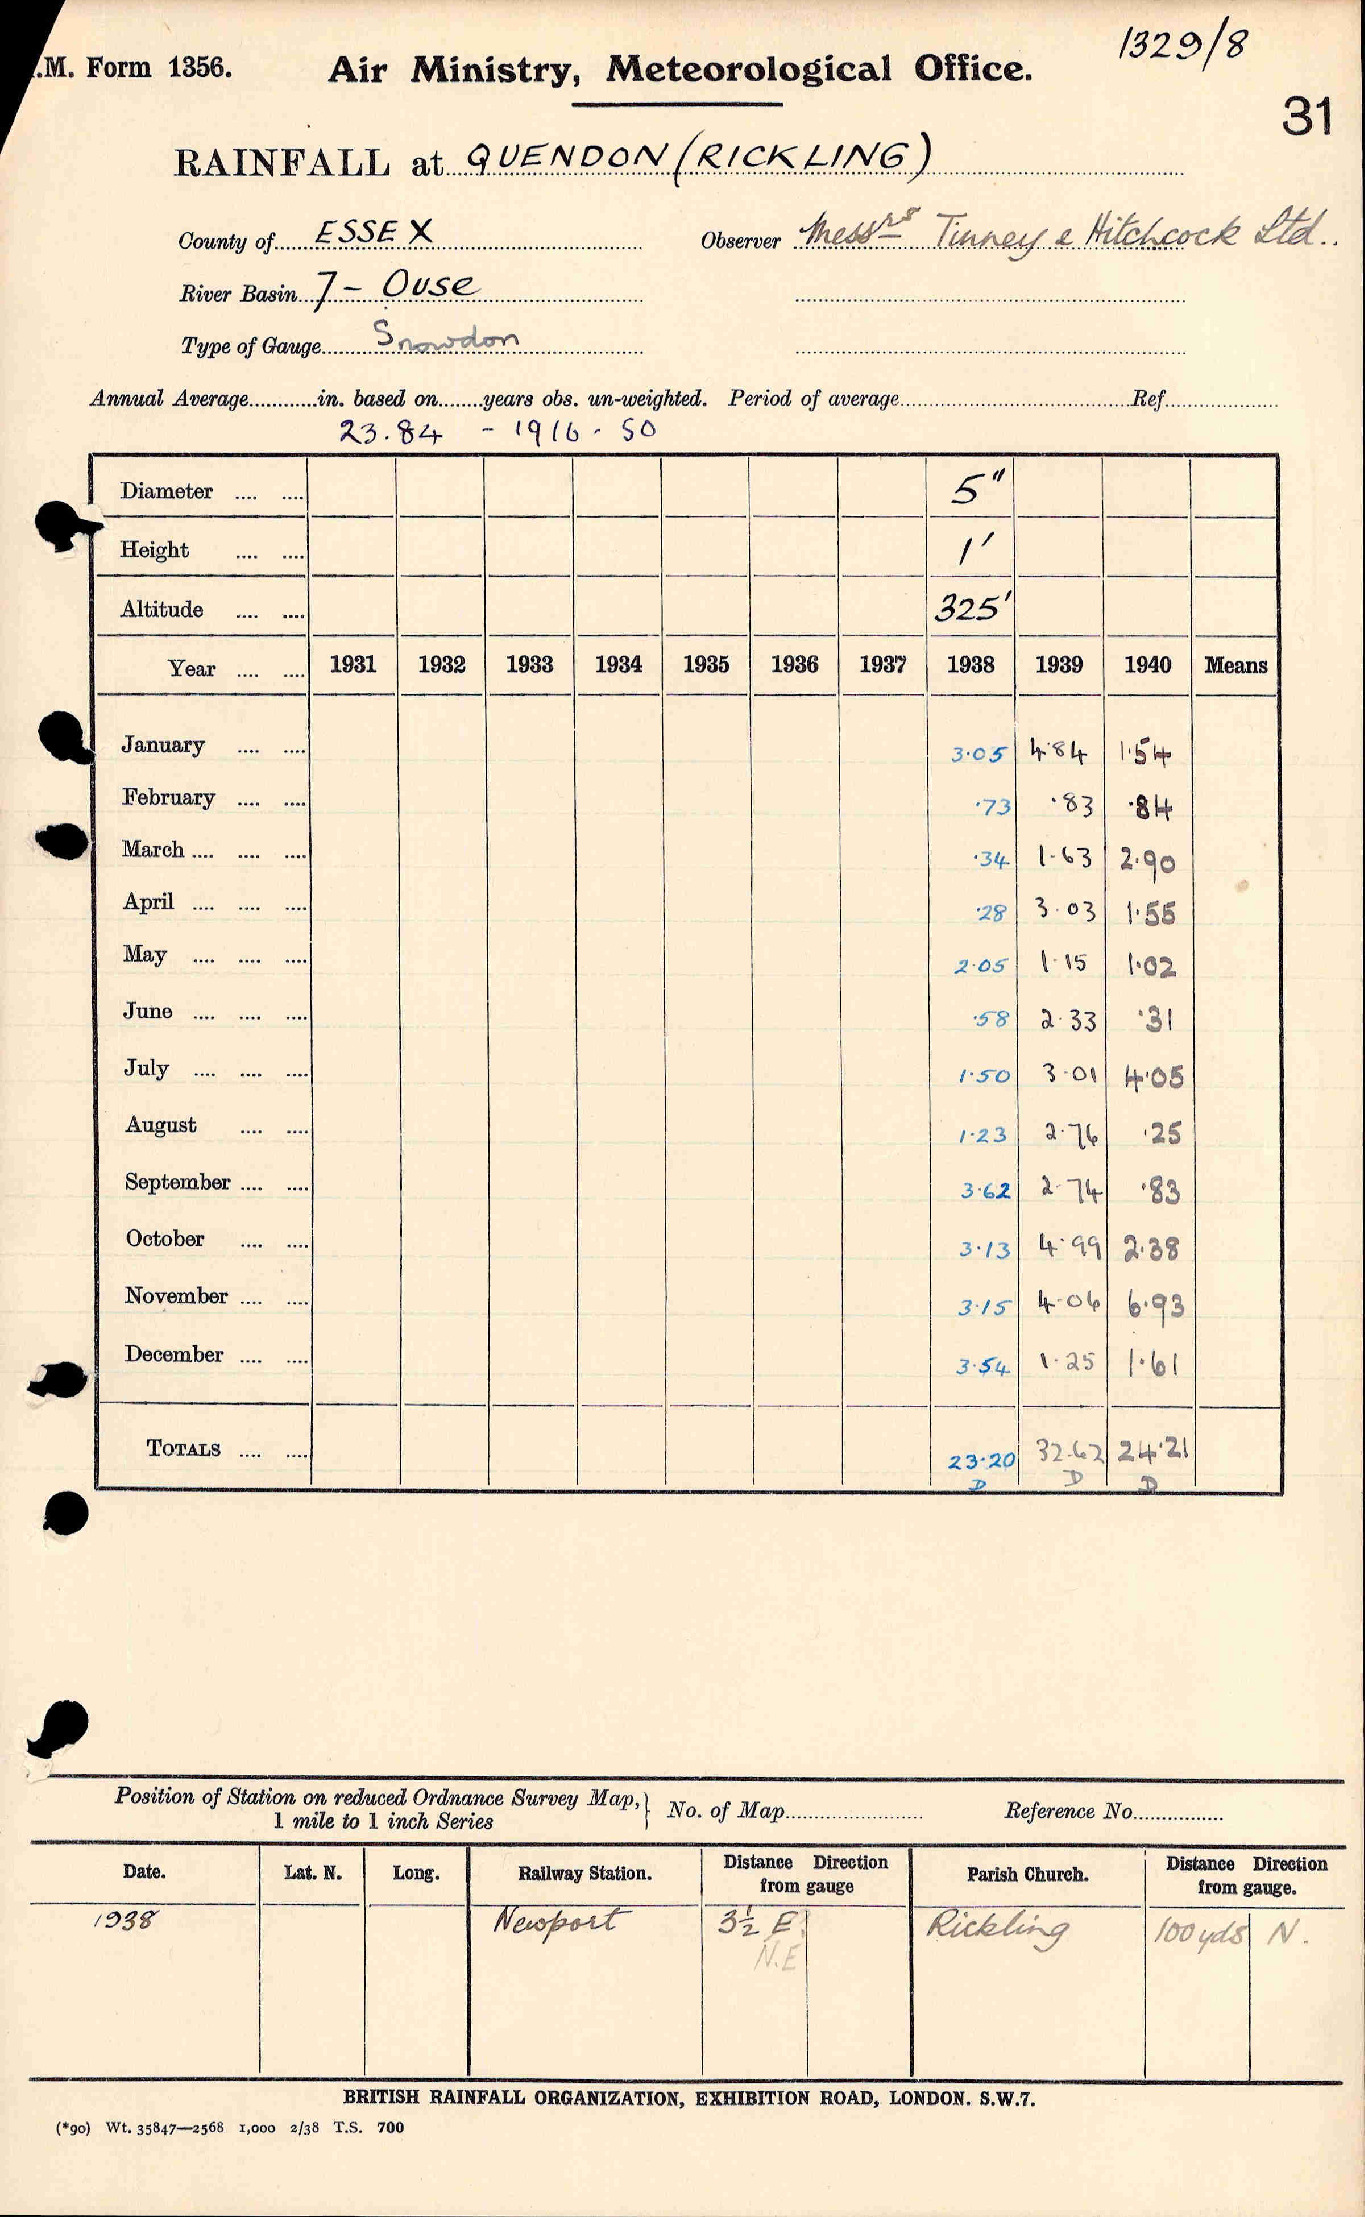 .M. Form 1356.
Air Ministry, Meteorological Office.
1329/8
31
RAINFALL at QUENDON (RICKLING)
County of ESSEX Observer Messrs Tinney & Hitchcock Ltd.
River Basin 7 - OUSE
Type of Gauge Snowdon
Annual Average............in. based on........years obs. un-weighted. Period of average........................Ref....................
23.84 - 1916-50
Diameter .... .... 5"
Height .... .... 1'
Altitude .... .... 325'
Year .... .... 1931 1932 1933 1934 1935 1936 1937 1938 1939 1940 Means
January .... .... 3·05 4·84 1·54
February .... .... ·73 ·83 ·84
March .... .... .... ·34 1·63 2·90
April .... .... .... ·28 3·03 1·55
May .... .... .... 2·05 1·15 1·02
June .... .... .... ·58 2·33 ·31
July .... .... .... 1·50 3·01 4·05
August .... .... 1·23 2·76 ·25
September .... .... 3·62 2·74 ·83
October .... .... 3·13 4·99 2·38
November .... .... 3·15 4·06 6·93
December .... .... 3·54 1·25 1·61
TOTALS .... .... 23·20 32·62 24·21
D D D
Position of Station on reduced Ordnance Survey Map,
1 mile to 1 inch Series
No. of Map........................ Reference No.................
Date. Lat. N. Long. Railway Station. Distance Direction from gauge Parish Church. Distance Direction from gauge.
1938 Newport 3½ E. Rickling 100 yds N.
N.E
BRITISH RAINFALL ORGANIZATION, EXHIBITION ROAD, LONDON. S.W.7.
(*90) Wt. 35847—2568 1,000 2/38 T.S. 700